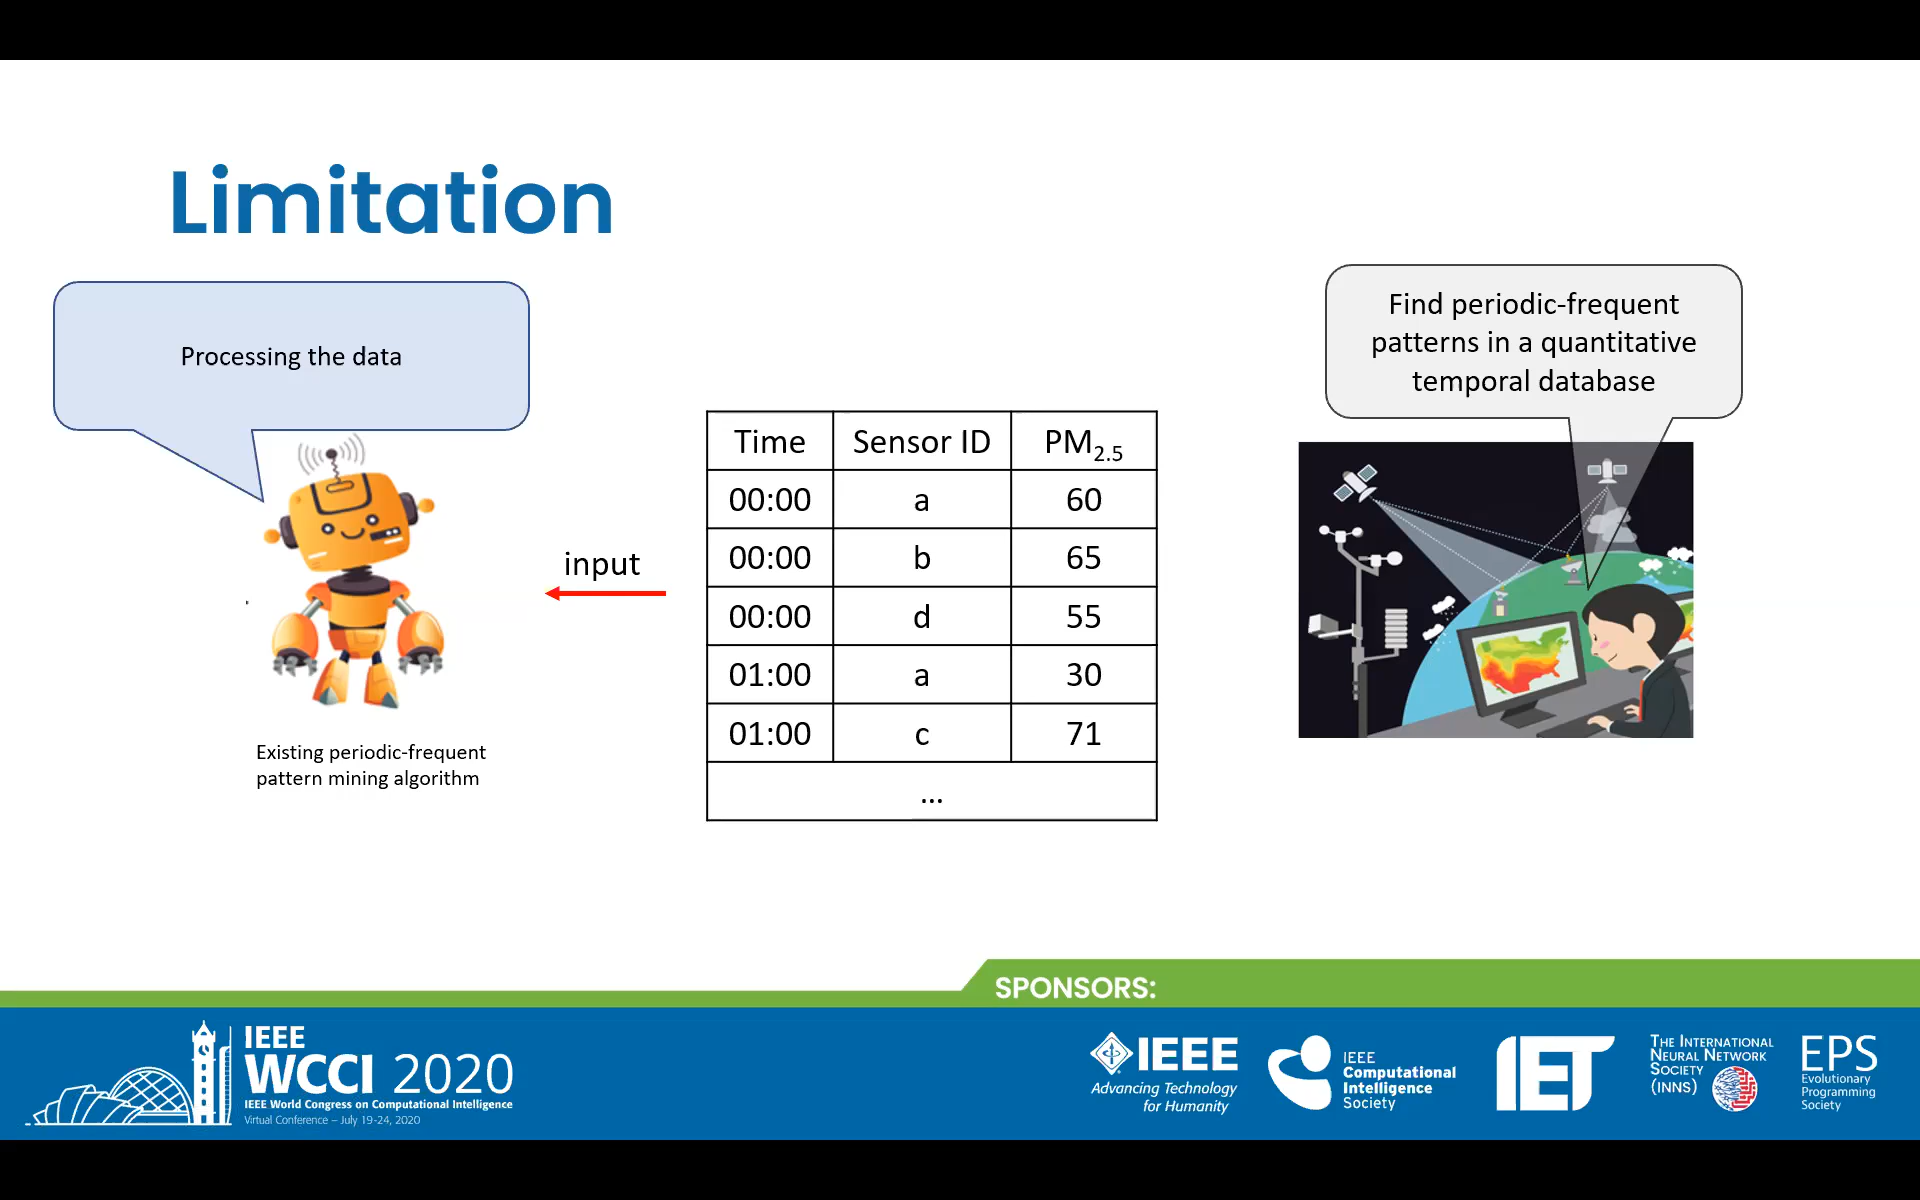 Limitation
Processing the data
Find periodic-frequent
patterns in a quantitative
temporal database
input
Time Sensor ID PM2.5
00:00 a 60
00:00 b 65
00:00 d 55
01:00 a 30
01:00 c 71
...
Existing periodic-frequent
pattern mining algorithm
SPONSORS:
IEEE
WCCI 2020
IEEE World Congress on Computational Intelligence
Virtual Conference – July 19-24, 2020
IEEE
Advancing Technology
for Humanity
IEEE
Computational
Intelligence
Society
IET
THE INTERNATIONAL
NEURAL NETWORK
SOCIETY
(INNS)
EPS
Evolutionary
Programming
Society